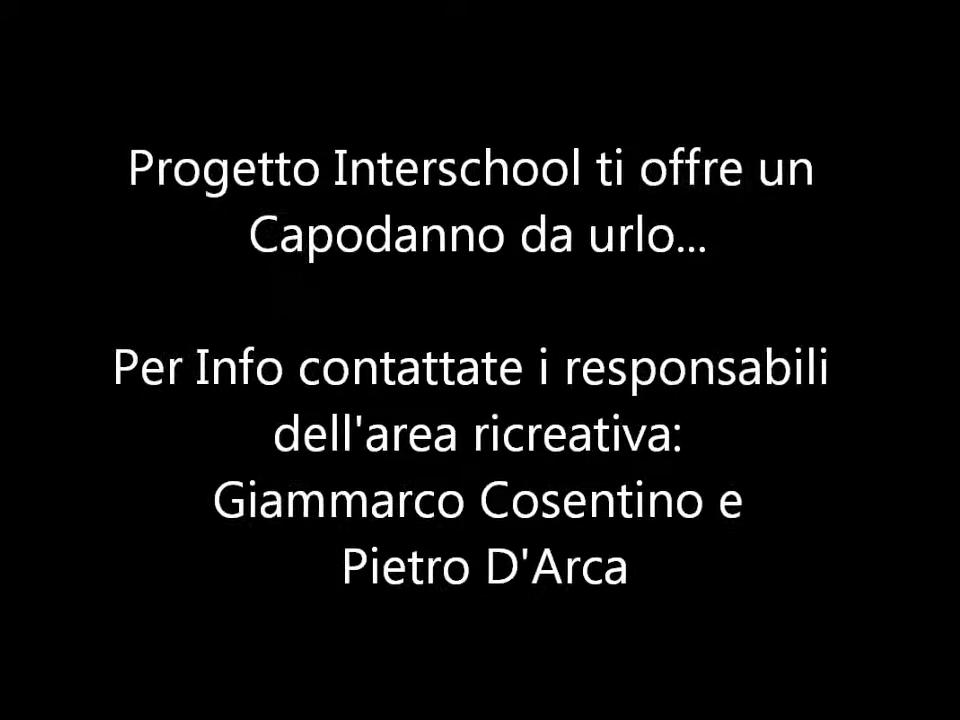 Progetto Interschool ti offre un
Capodanno da urlo...
Per Info contattate i responsabili
dell'area ricreativa:
Giammarco Cosentino e
Pietro D'Arca